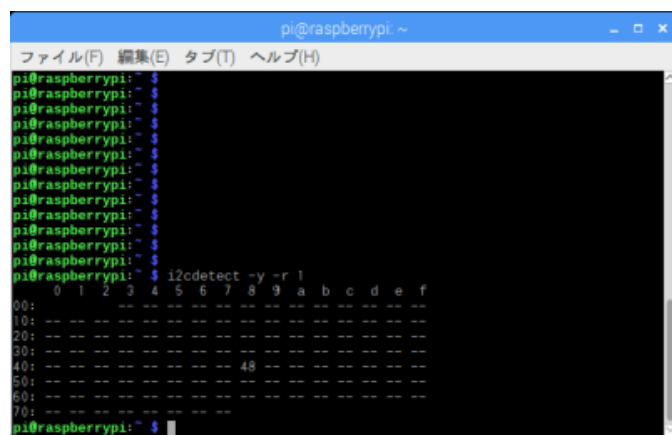 pi@raspberrypi: ~
ファイル(F) 編集(E) タブ(T) ヘルプ(H)
pi@raspberrypi:~ $
pi@raspberrypi:~ $
pi@raspberrypi:~ $
pi@raspberrypi:~ $
pi@raspberrypi:~ $
pi@raspberrypi:~ $
pi@raspberrypi:~ $
pi@raspberrypi:~ $
pi@raspberrypi:~ $
pi@raspberrypi:~ $
pi@raspberrypi:~ $
pi@raspberrypi:~ $
pi@raspberrypi:~ $
pi@raspberrypi:~ $ i2cdetect -y -r 1
     0  1  2  3  4  5  6  7  8  9  a  b  c  d  e  f
00:          -- -- -- -- -- -- -- -- -- -- -- -- --
10: -- -- -- -- -- -- -- -- -- -- -- -- -- -- -- --
20: -- -- -- -- -- -- -- -- -- -- -- -- -- -- -- --
30: -- -- -- -- -- -- -- -- -- -- -- -- -- -- -- --
40: -- -- -- -- -- -- -- -- 48 -- -- -- -- -- -- --
50: -- -- -- -- -- -- -- -- -- -- -- -- -- -- -- --
60: -- -- -- -- -- -- -- -- -- -- -- -- -- -- -- --
70: -- -- -- -- -- -- -- --
pi@raspberrypi:~ $